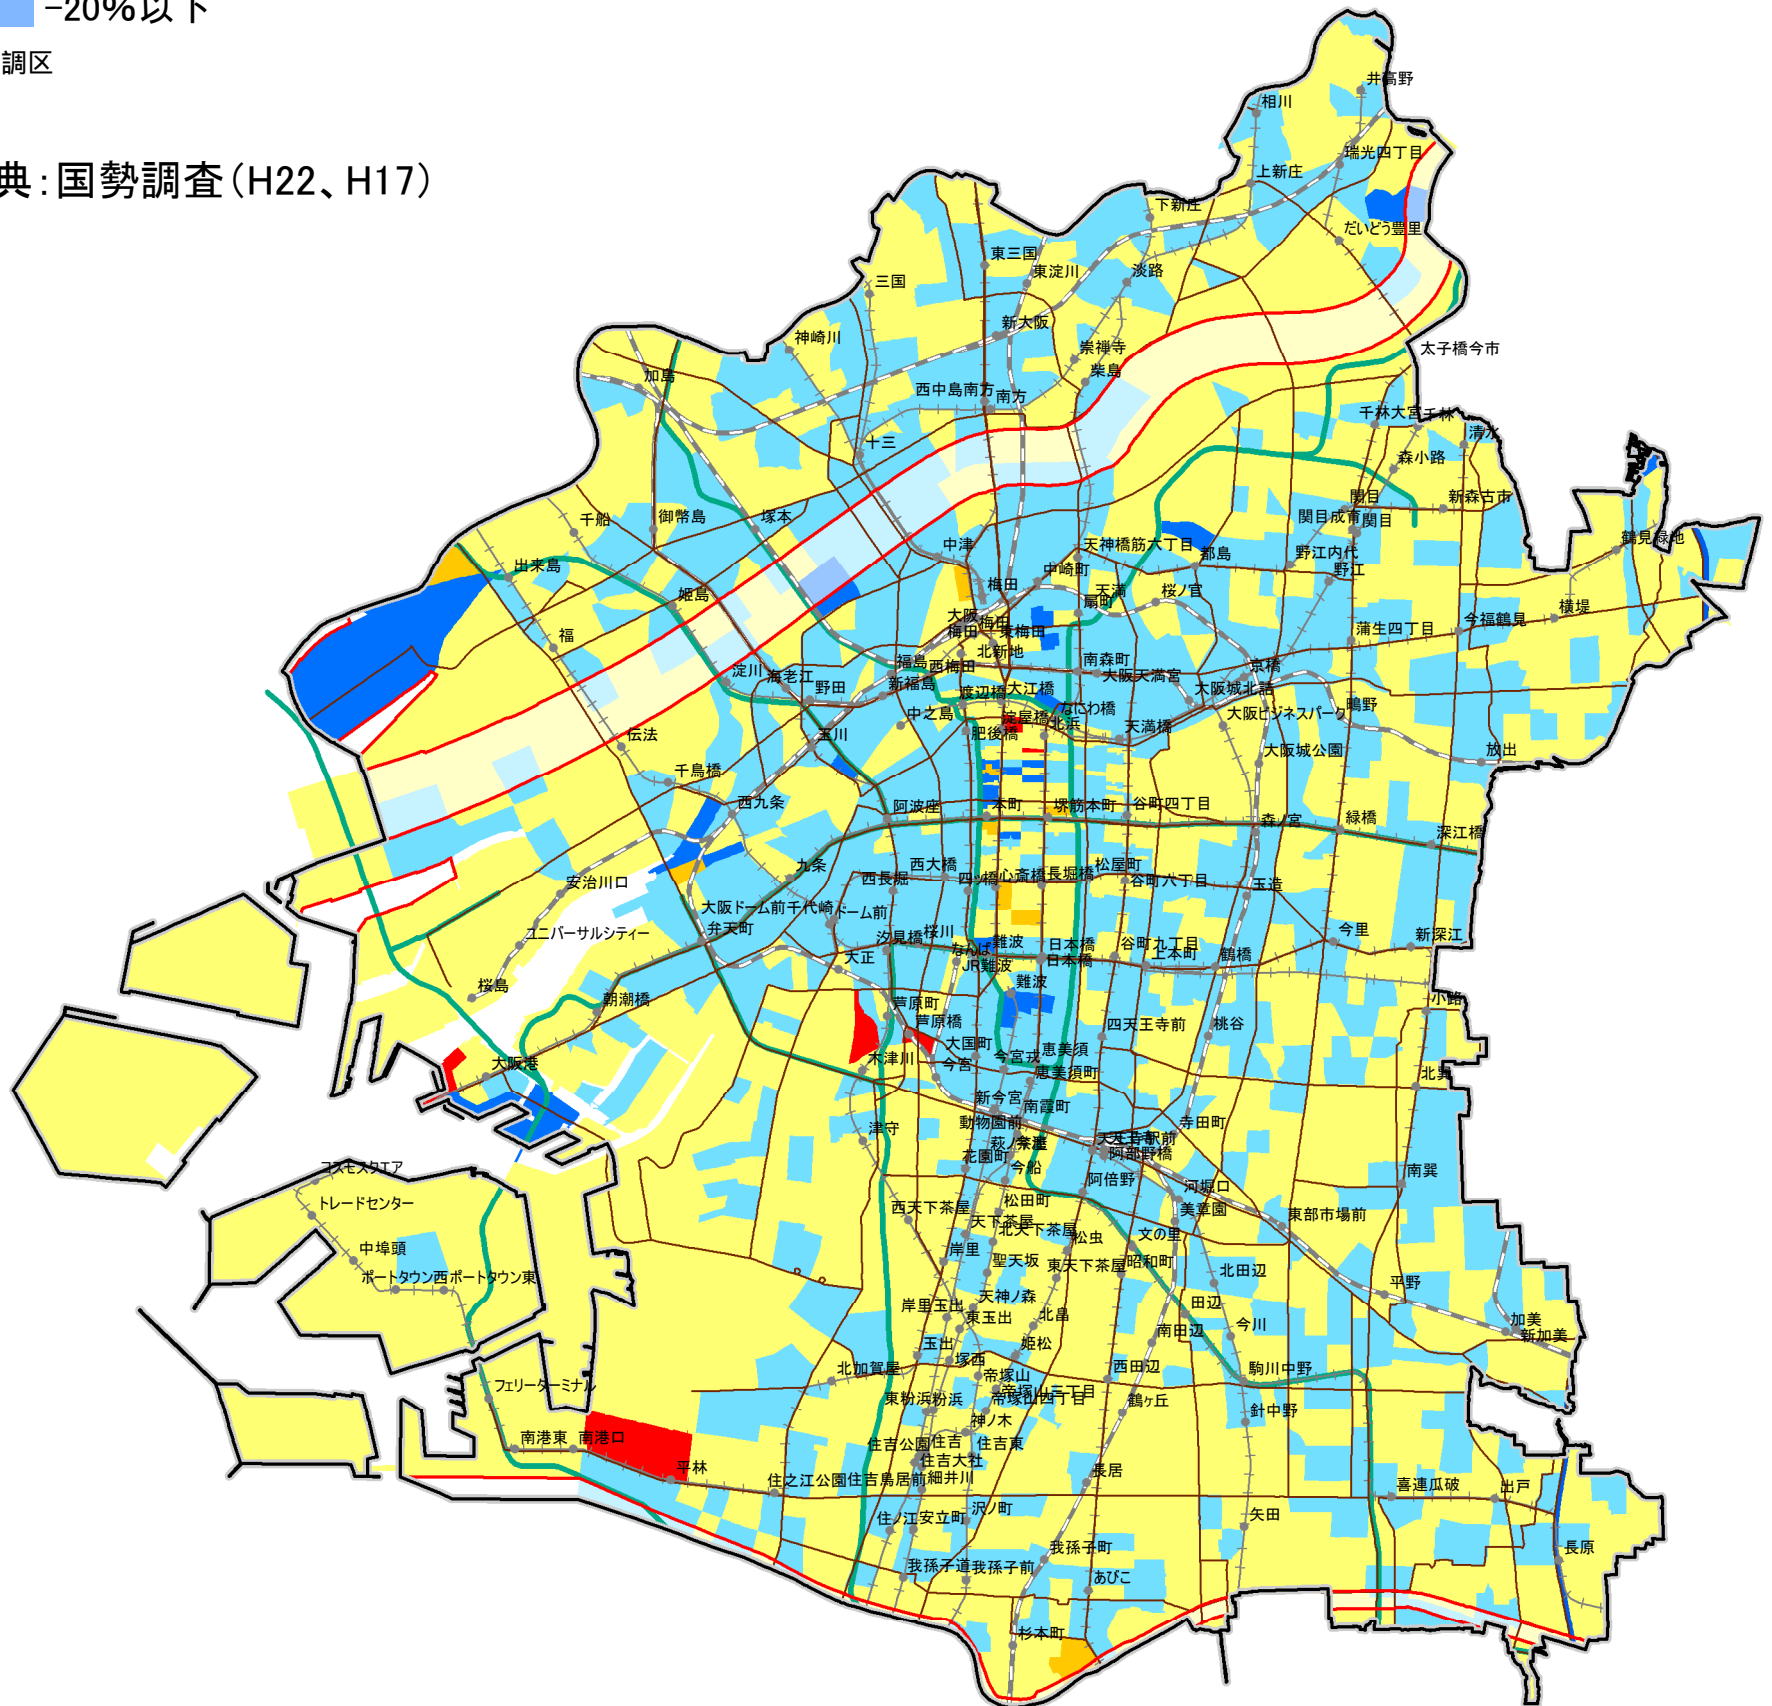 -20%以下
調区
典：国勢調査（H22、H17）
井高野
相川
瑞光四丁目
上新庄
下新庄
だいどう豊里
東三国
東淀川
淡路
三国
新大阪
神崎川
崇禅寺
太子橋今市
柴島
加島
西中島南方
南方
千林大宮
千林
清水
十三
森小路
関目
新森古市
千船
御幣島
塚本
関目成育
関目
鶴見緑地
中津
天神橋筋六丁目
都島
野江内代
野江
出来島
梅田
中崎町
天満
桜ノ宮
姫島
扇町
横堤
大阪
梅田
梅田
東梅田
今福鶴見
福
蒲生四丁目
北新地
福島
西梅田
南森町
京橋
淀川
海老江
大阪天満宮
野田
新福島
渡辺橋
大江橋
大阪城北詰
なにわ橋
中之島
淀屋橋
北浜
大阪ビジネスパーク
鴫野
伝法
玉川
肥後橋
天満橋
大阪城公園
放出
千鳥橋
西九条
阿波座
本町
堺筋本町
谷町四丁目
森ノ宮
緑橋
深江橋
九条
西大橋
松屋町
安治川口
西長堀
四ッ橋
心斎橋
長堀橋
谷町六丁目
玉造
大阪ドーム前千代崎
ドーム前
弁天町
ユニバーサルシティー
汐見橋
桜川
なんば
難波
日本橋
谷町九丁目
今里
新深江
大正
JR難波
日本橋
上本町
鶴橋
桜島
難波
朝潮橋
芦原町
小路
芦原橋
四天王寺前
桃谷
大国町
大阪港
木津川
今宮
今宮戎
恵美須
恵美須町
北巽
新今宮
南霞町
津守
動物園前
寺田町
天王寺駅前
阿部野橋
花園町
コスモスクエア
今船
南巽
阿倍野
河堀口
トレードセンター
西天下茶屋
松田町
美章園
東部市場前
天下茶屋
北天下茶屋
松虫
文の里
中埠頭
岸里
聖天坂
東天下茶屋
昭和町
北田辺
ポートタウン西
ポートタウン東
平野
岸里玉出
天神ノ森
東玉出
北畠
田辺
今川
加美
新加美
玉出
塚西
姫松
南田辺
北加賀屋
帝塚山
西田辺
駒川中野
フェリーターミナル
東粉浜
粉浜
帝塚山三丁目
帝塚山四丁目
鶴ヶ丘
神ノ木
針中野
南港東
南港口
住吉公園
住吉
住吉東
住吉大社
平林
住之江公園
住吉鳥居前
細井川
長居
喜連瓜破
出戸
沢ノ町
住ノ江
安立町
矢田
我孫子町
長原
我孫子道
我孫子前
あびこ
杉本町